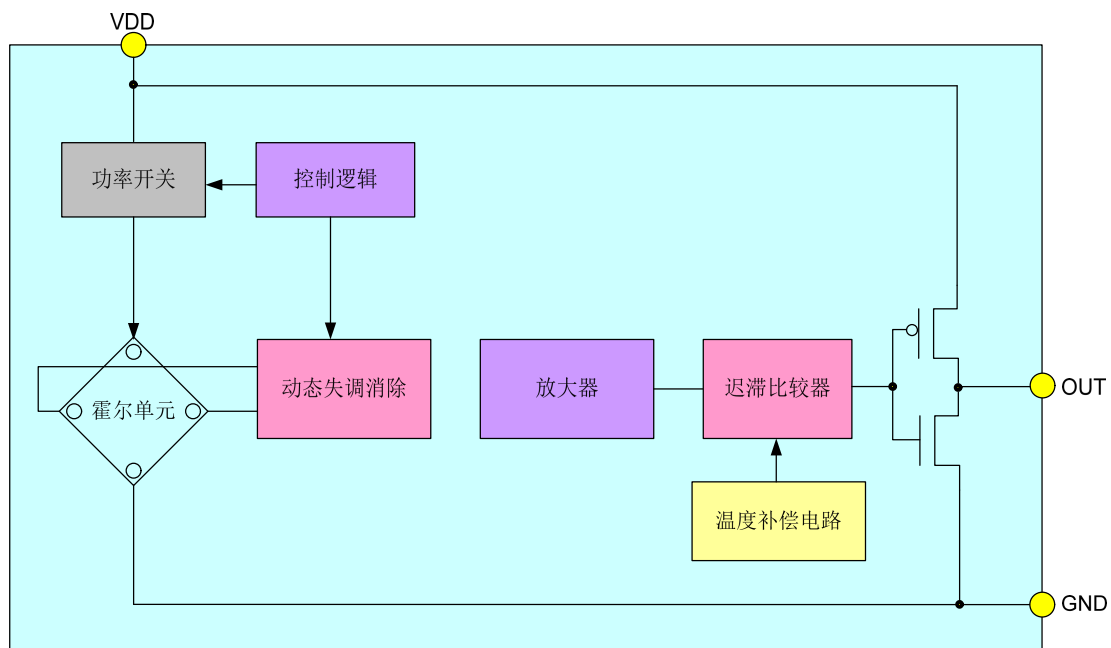 VDD
功率开关
控制逻辑
霍尔单元
动态失调消除
放大器
迟滞比较器
OUT
温度补偿电路
GND